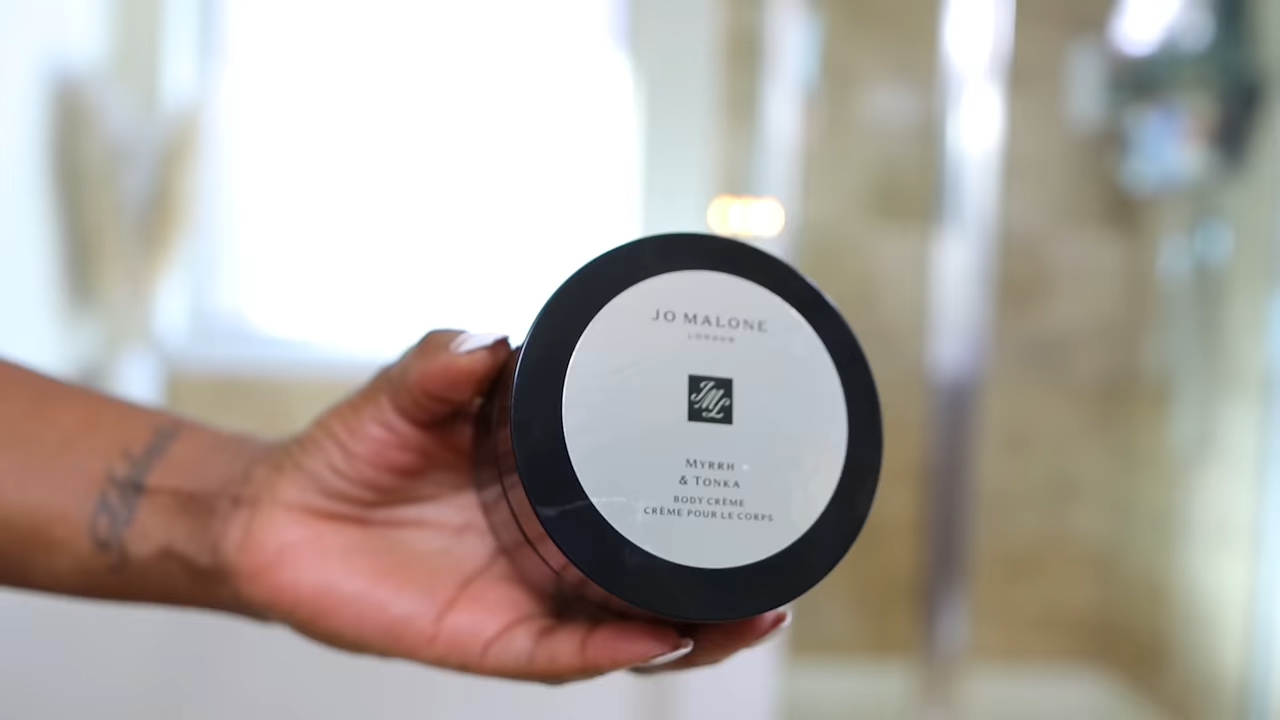 JO MALONE
LONDON
JML
MYRRH
& TONKA
BODY CRÈME
CRÈME POUR LE CORPS